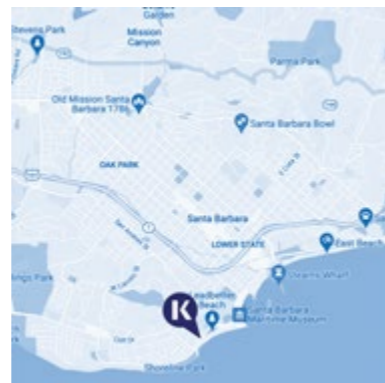 Stevens Park
Garden
Mission
Canyon
Parma Park
Old Mission Santa
Barbara 1786
Santa Barbara Bowl
OAK PARK
Santa Barbara
LOWER STATE
East Beach
Stearns Wharf
Leadbetter
Beach
Santa Barbara
Maritime Museum
K
Shoreline Park